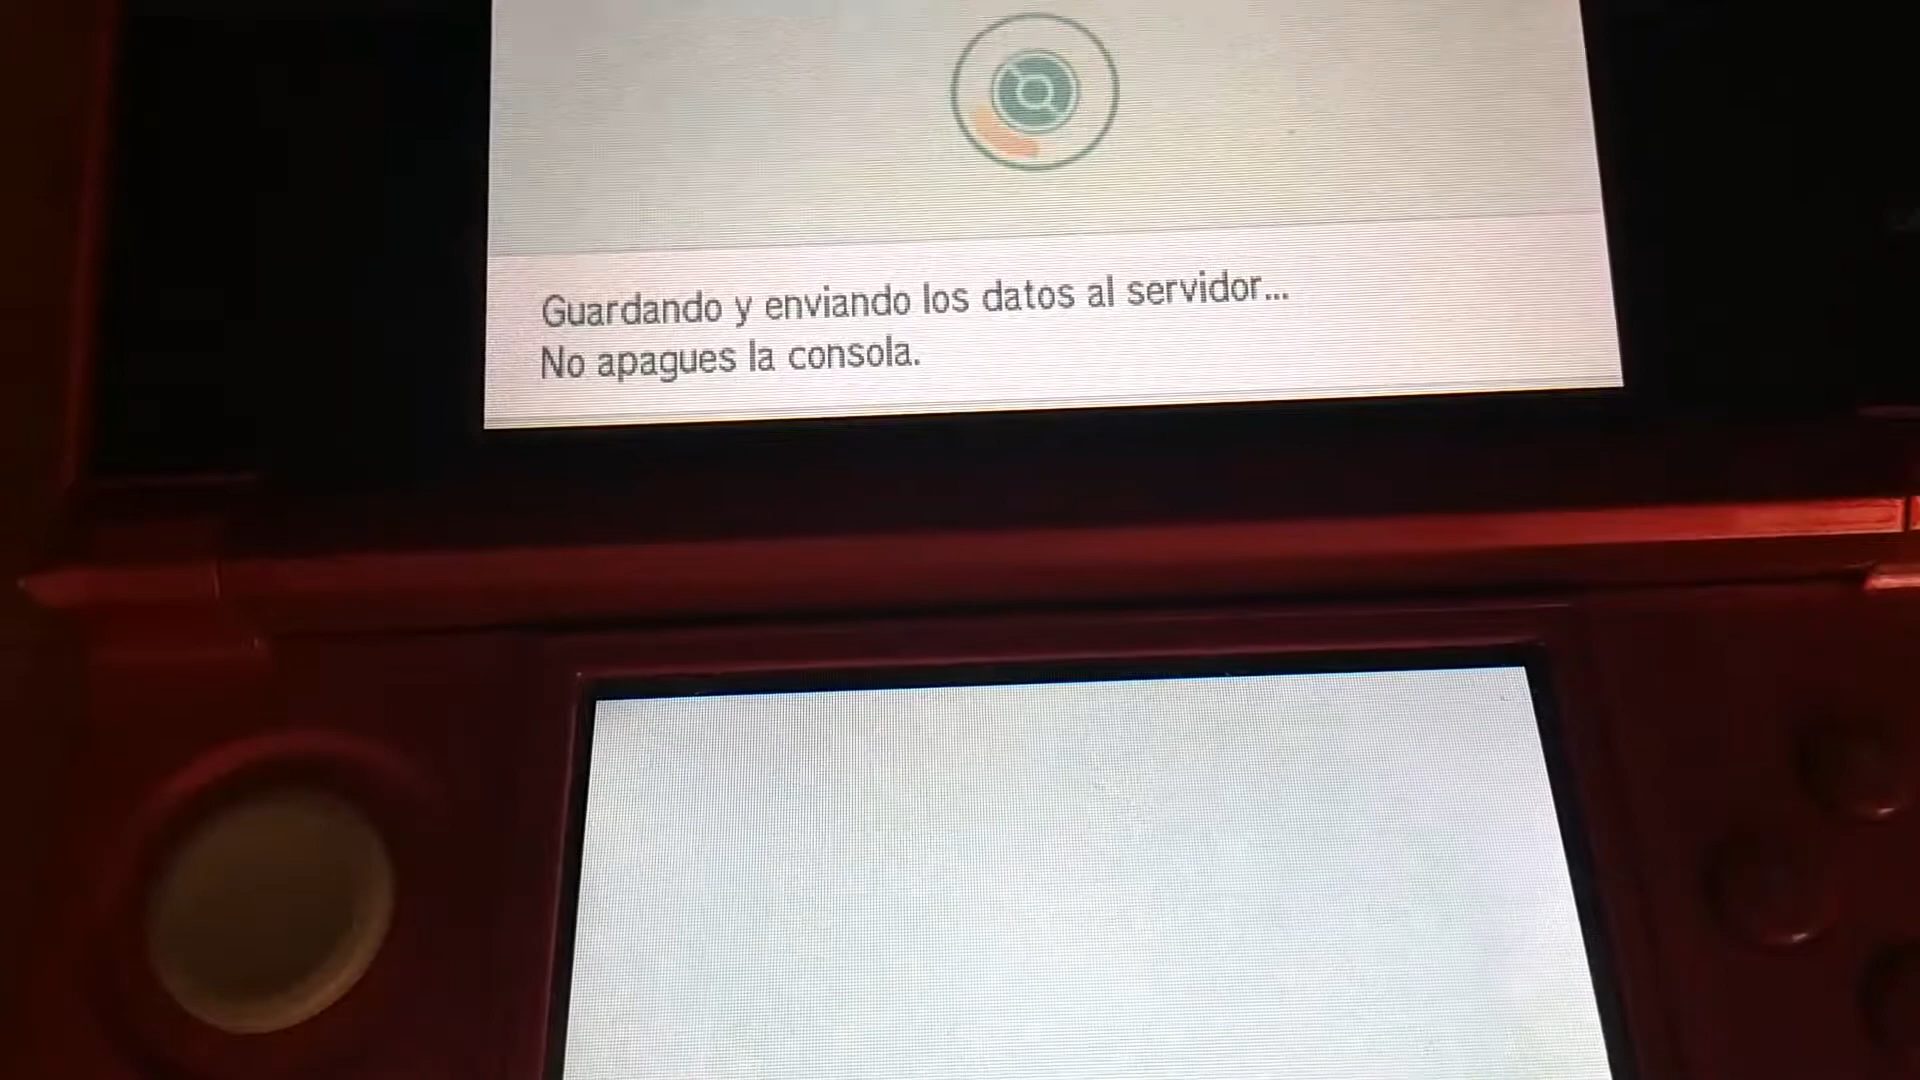 Guardando y enviando los datos al servidor...
No apagues la consola.